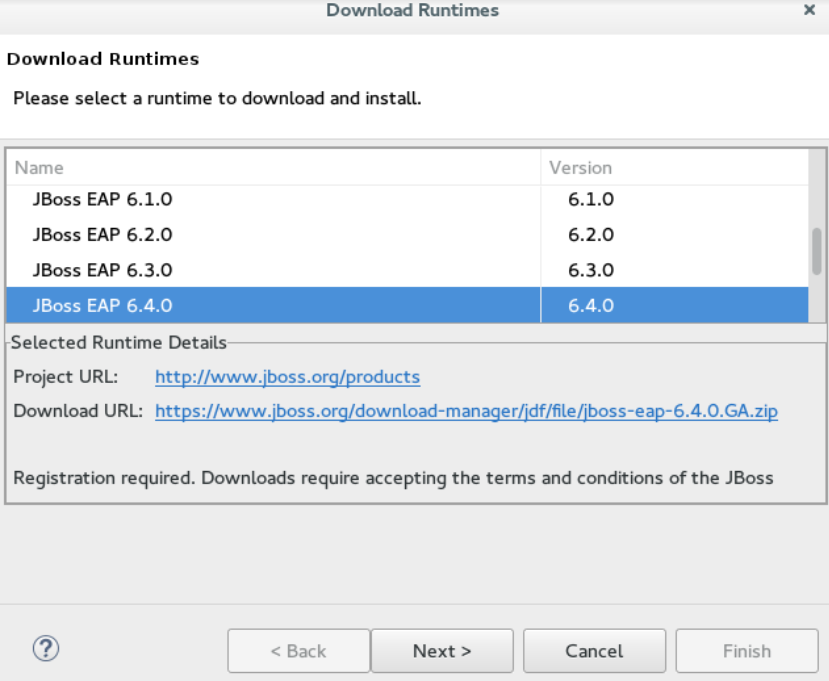 Download Runtimes ×
Download Runtimes
Please select a runtime to download and install.
Name Version
JBoss EAP 6.1.0 6.1.0
JBoss EAP 6.2.0 6.2.0
JBoss EAP 6.3.0 6.3.0
JBoss EAP 6.4.0 6.4.0
Selected Runtime Details
Project URL: http://www.jboss.org/products
Download URL: https://www.jboss.org/download-manager/jdf/file/jboss-eap-6.4.0.GA.zip
Registration required. Downloads require accepting the terms and conditions of the JBoss
? < Back Next > Cancel Finish